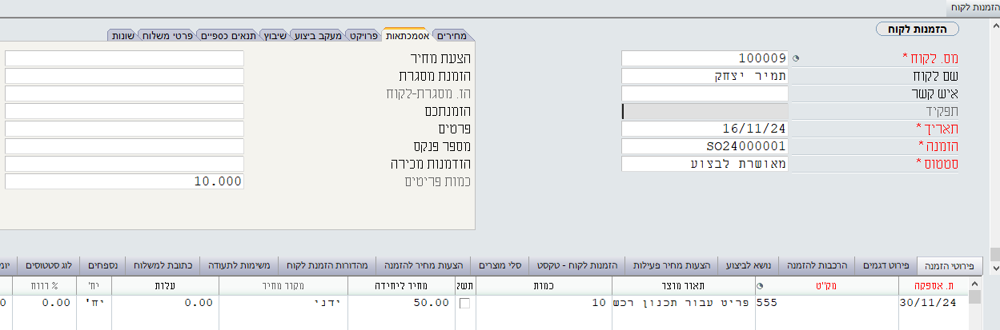 הזמנות לקוח
הזמנות לקוח
מחירים אסמכתאות פרויקט מעקב ביצוע שיבוץ תנאים כספיים פרטי משלוח שונות
מס. לקוח * 100009
שם לקוח תמיר יצחק
איש קשר
תפקיד
תאריך * 16/11/24
הזמנה * SO24000001
סטטוס * מאושרת לבצוע
הצעת מחיר
הזמנת מסגרת
הז. מסגרת-לקוח
הזמנתכם
פרטים
מספר פנקס
הזדמנות מכירה
כמות פריטים 10.000
פירוטי הזמנה פירוט דגמים הרכבות להזמנה נושא לביצוע הצעות מחיר פעילות הזמנות לקוח - טקסט סלי מוצרים הצעות מחיר להזמנה מהדורות הזמנת לקוח משימות לתעודה כתובת למשלוח נספחים לוג סטטוסים יומ
ת. אספקה מק''ט תאור מוצר כמות תשל מחיר ליחידה מקור מחיר עלות יח' % רווח
30/11/24 555 פריט עבור תכנון רכש 10 50.00 ידני 0.00 יח' 0.00 0